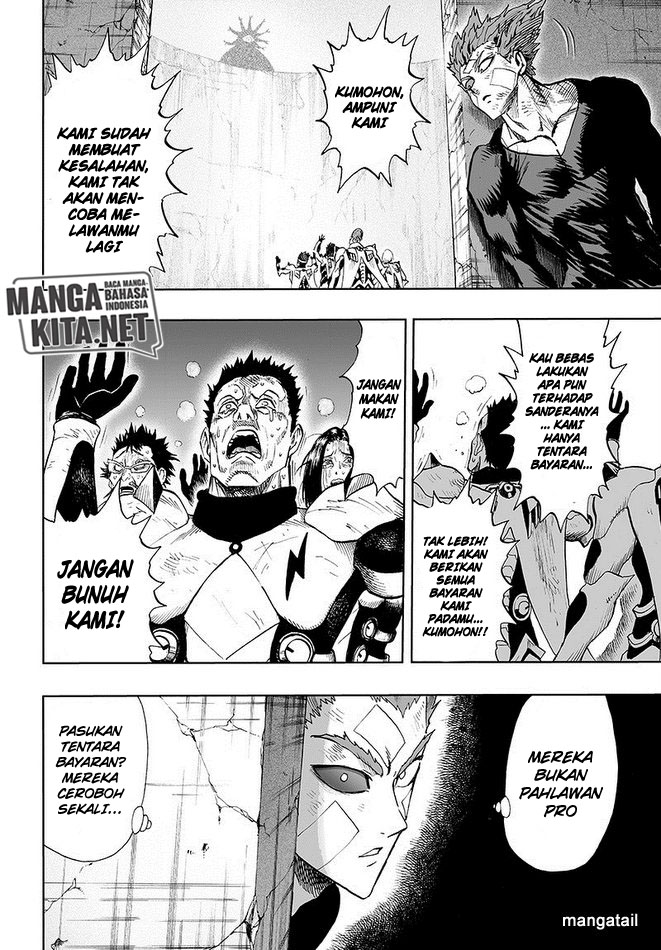 KUMOHON,
AMPUNI
KAMI
KAMI SUDAH
MEMBUAT
KESALAHAN,
KAMI TAK
AKAN MEN-
COBA ME-
LAWANMU
LAGI
MANGA
KITA.NET
BACA MANGA
BAHASA
INDONESIA
KAU BEBAS
LAKUKAN
APA PUN
TERHADAP
SANDERANYA
... KAMI
HANYA
TENTARA
BAYARAN...
TAK LEBIH!
KAMI AKAN
BERIKAN
SEMUA
BAYARAN
KAMI
PADAMU...
KUMOHON!!
JANGAN
MAKAN
KAMI!
JANGAN
BUNUH
KAMI!
MEREKA
BUKAN
PAHLAWAN
PRO
PASUKAN
TENTARA
BAYARAN?
MEREKA
CEROBOH
SEKALI...
mangatail